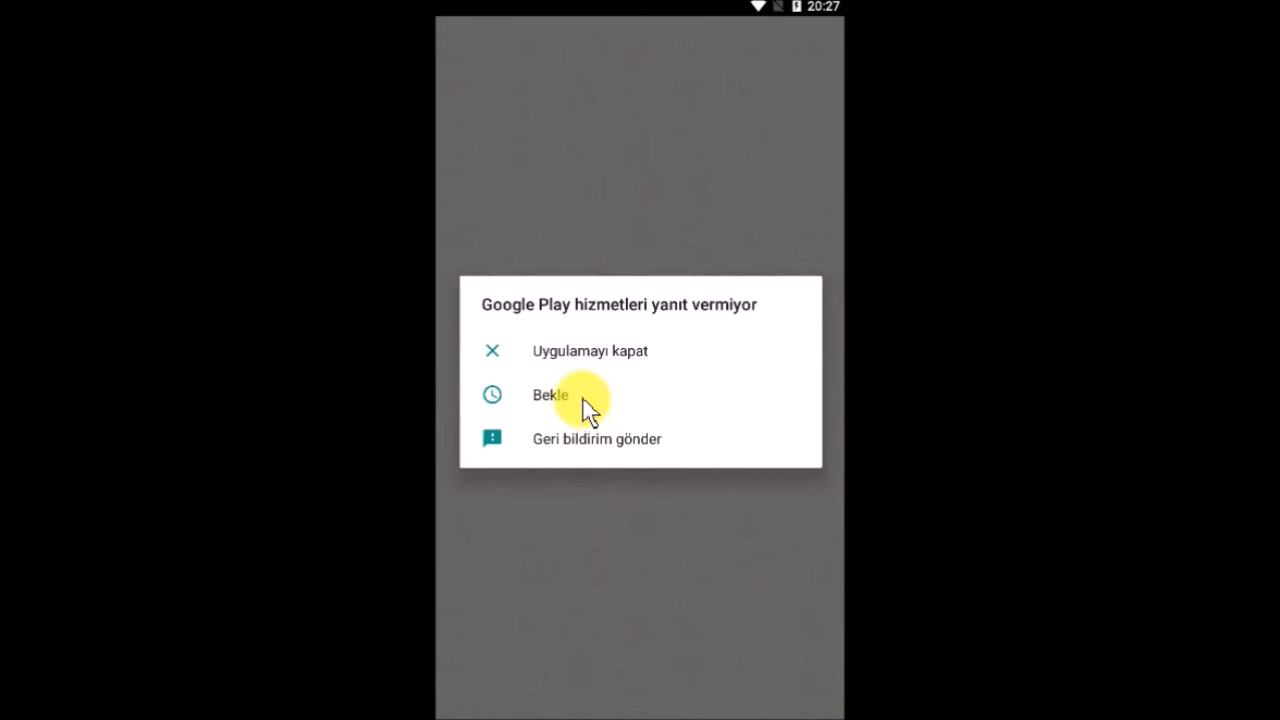 20:27
Google Play hizmetleri yanıt vermiyor
Uygulamayı kapat
Bekle
Geri bildirim gönder